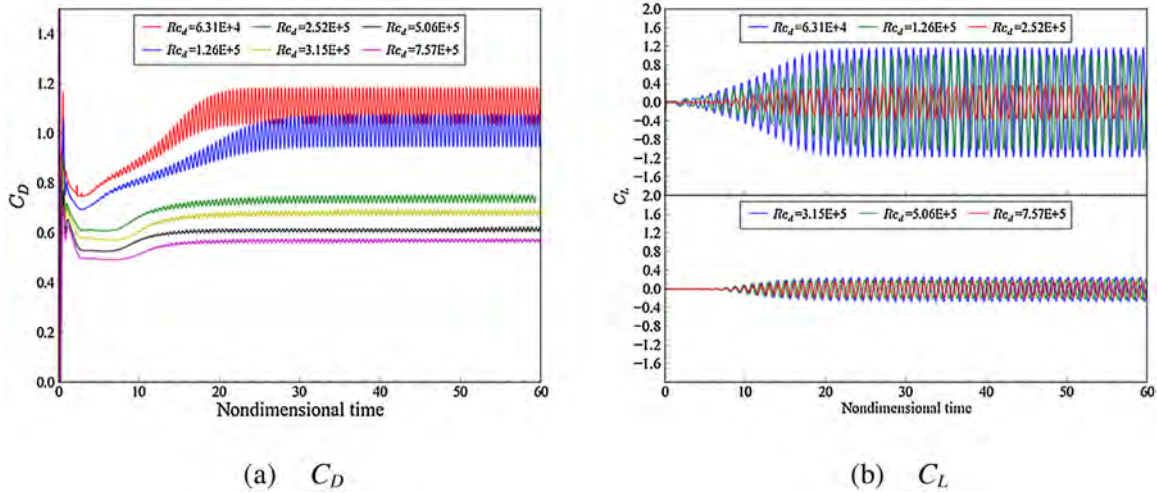 Re_d=6.31E+4 Re_d=2.52E+5 Re_d=5.06E+5
Re_d=1.26E+5 Re_d=3.15E+5 Re_d=7.57E+5
1.4
1.2
1.0
0.8
0.6
0.4
0.2
0.0
C_D
0 10 20 30 40 50 60
Nondimensional time
(a) C_D
Re_d=6.31E+4 Re_d=1.26E+5 Re_d=2.52E+5
2.0
1.6
1.2
0.8
0.4
0.0
−0.4
−0.8
−1.2
−1.6
C_L
Re_d=3.15E+5 Re_d=5.06E+5 Re_d=7.57E+5
2.0
1.6
1.2
0.8
0.4
0.0
−0.4
−0.8
−1.2
−1.6
0 10 20 30 40 50 60
Nondimensional time
(b) C_L